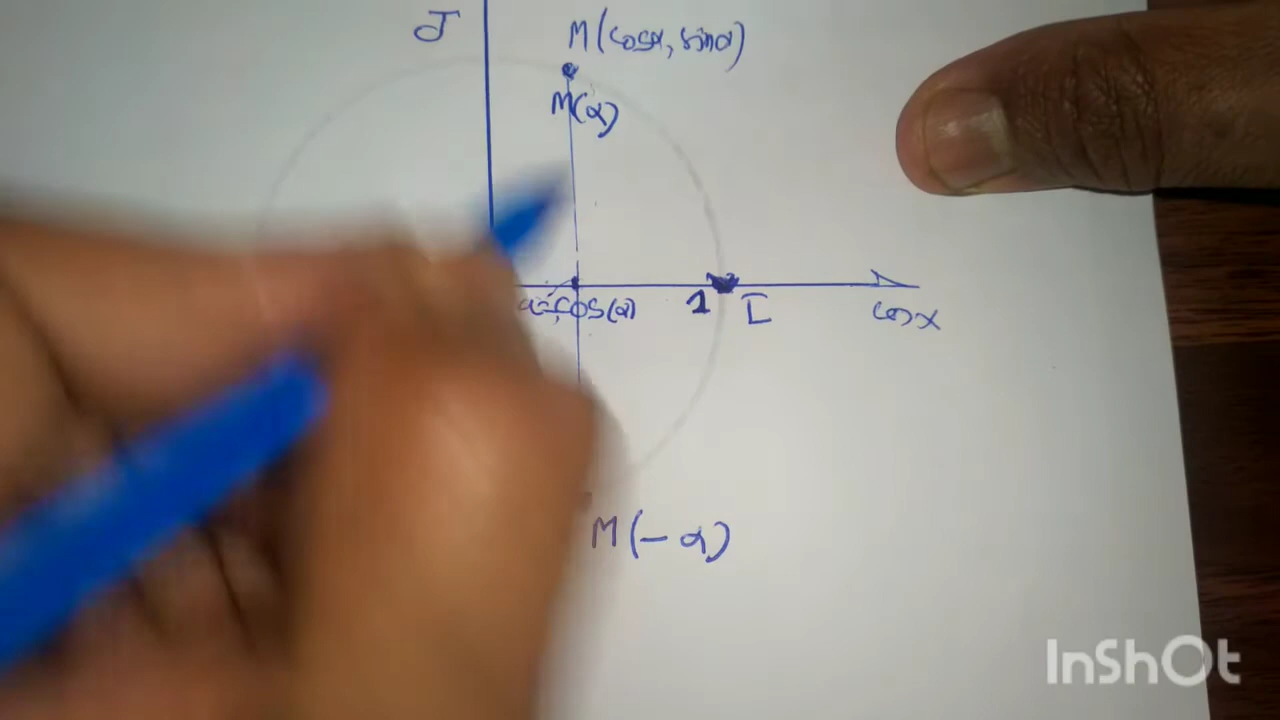 J
M(cosα, sinα)
M(α)
a=cos(α)
1
I
cos x
M(-α)
InShOt